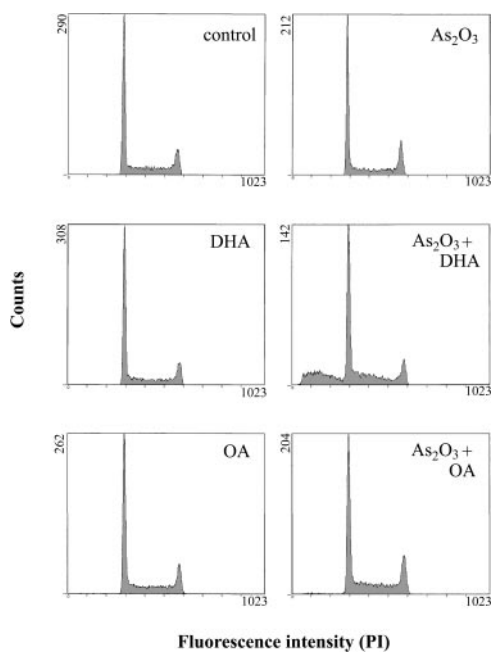 290
control
1023
212
As₂O₃
1023
Counts
308
DHA
1023
142
As₂O₃ +
DHA
1023
262
OA
1023
204
As₂O₃ +
OA
1023
Fluorescence intensity (PI)